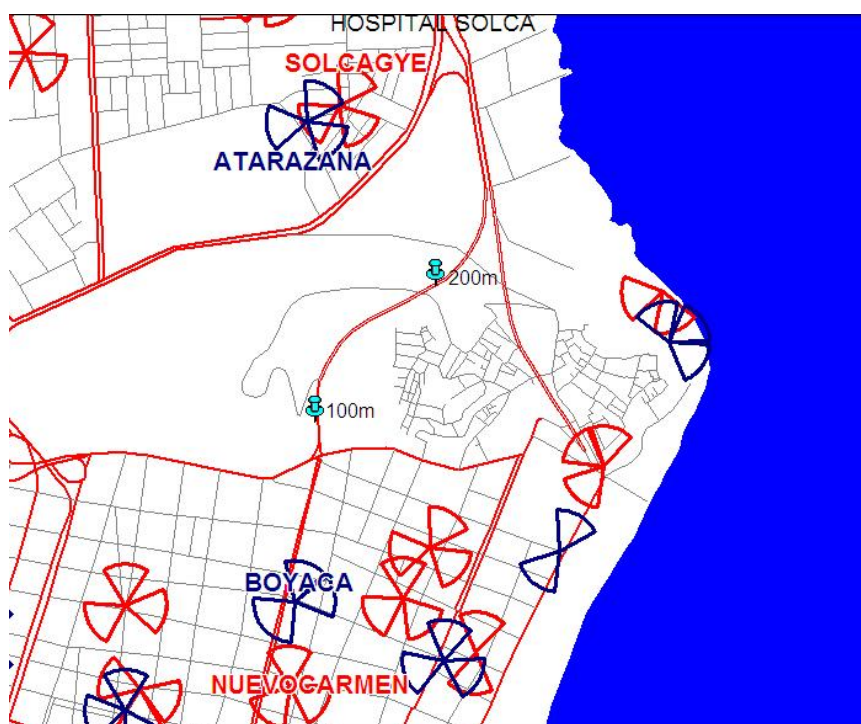 HOSPITAL SOLCA
SOLCAGYE
ATARAZANA
200m
100m
BOYACA
NUEVOCARMEN